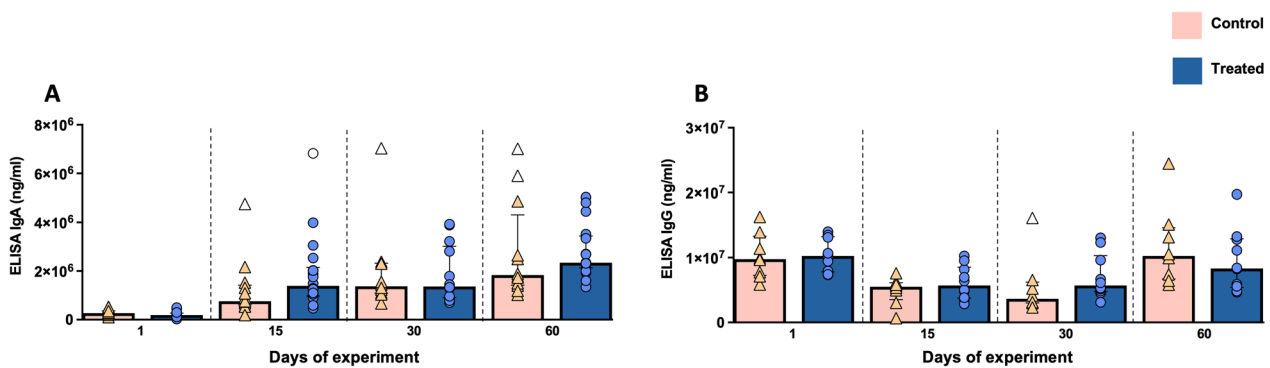 Control
Treated
A
ELISA IgA (ng/ml)
8×10⁶
6×10⁶
4×10⁶
2×10⁶
0
1
15
30
60
Days of experiment
B
ELISA IgG (ng/ml)
3×10⁷
2×10⁷
1×10⁷
0
1
15
30
60
Days of experiment